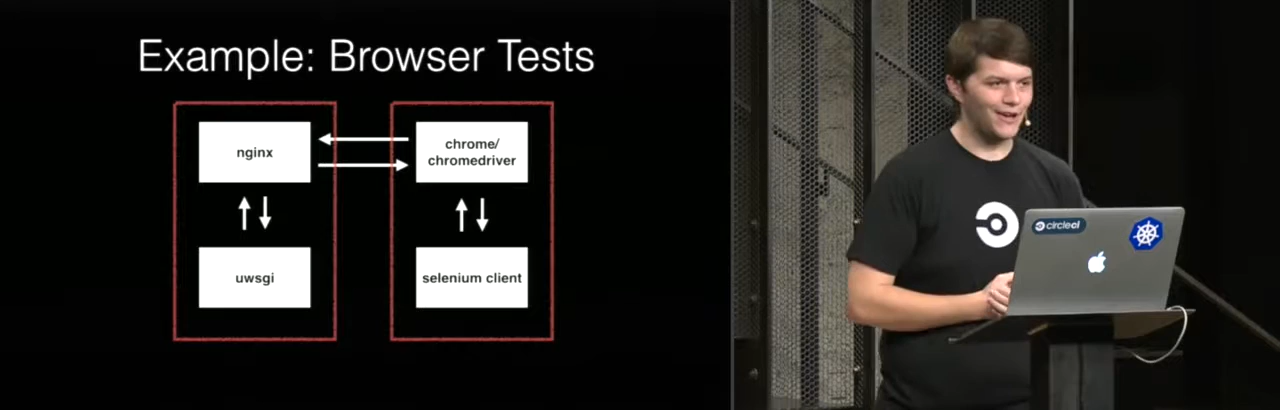 Example: Browser Tests
nginx
chrome/
chromedriver
uwsgi
selenium client
circleci